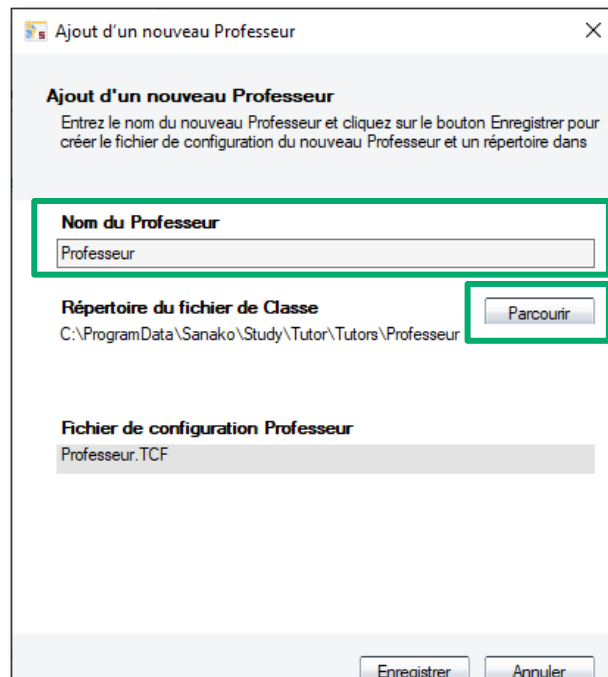 Ajout d'un nouveau Professeur
Ajout d'un nouveau Professeur
Entrez le nom du nouveau Professeur et cliquez sur le bouton Enregistrer pour
créer le fichier de configuration du nouveau Professeur et un répertoire dans
Nom du Professeur
Professeur
Répertoire du fichier de Classe
Parcourir
C:\ProgramData\Sanako\Study\Tutor\Tutors\Professeur
Fichier de configuration Professeur
Professeur.TCF
Enregistrer Annuler